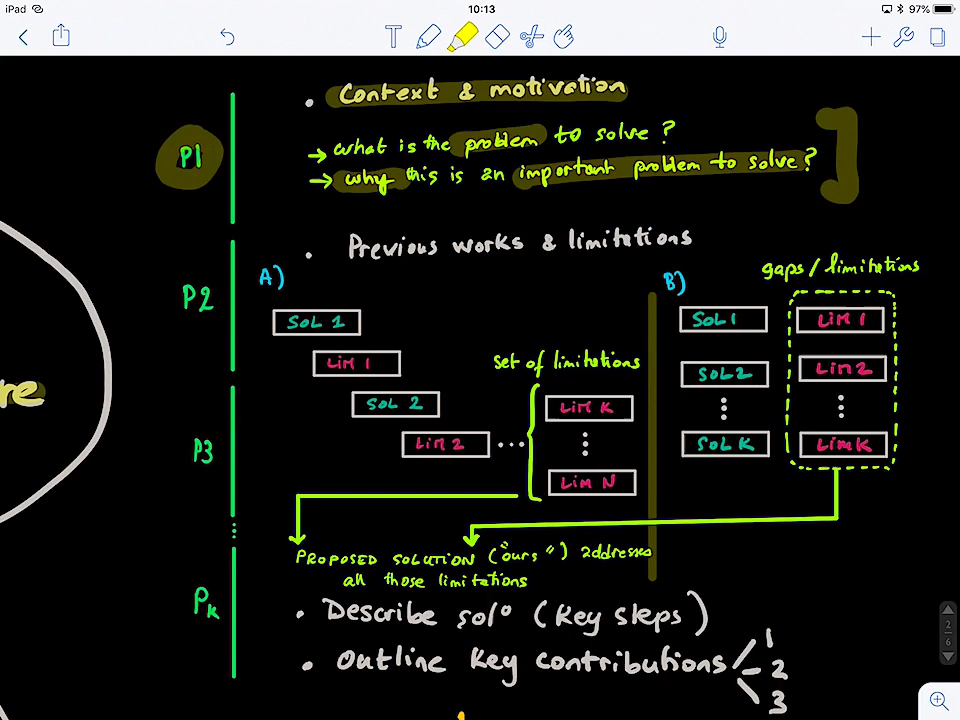 iPad
10:13
97%
T
• Context & motivation
P1
→ what is the problem to solve?
→ why this is an important problem to solve?
• Previous works & limitations
P2
A)
SOL 1
LIM 1
SOL 2
LIM 2 ...
set of limitations
LIM K
LIM N
B)
gaps/limitations
SOL 1
LIM 1
SOL 2
LIM 2
SOL K
LIM K
P3
PROPOSED SOLUTION ("ours") addresses
all those limitations
Pk
• Describe solº (Key steps)
• Outline Key contributions
1
2
3
re
2
6